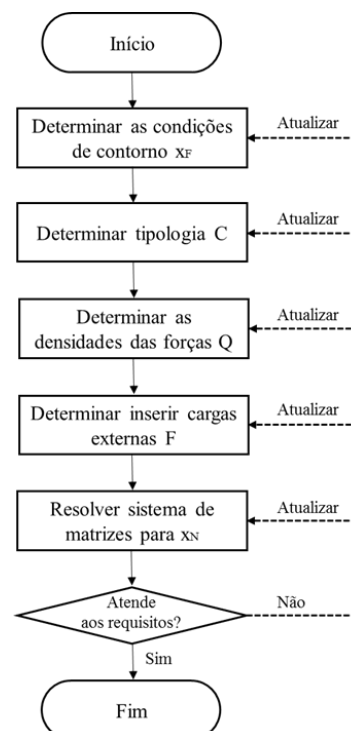 Início
Determinar as condições
de contorno xF
Atualizar
Determinar tipologia C
Atualizar
Determinar as
densidades das forças Q
Atualizar
Determinar inserir cargas
externas F
Atualizar
Resolver sistema de
matrizes para xN
Atualizar
Atende
aos requisitos?
Não
Sim
Fim